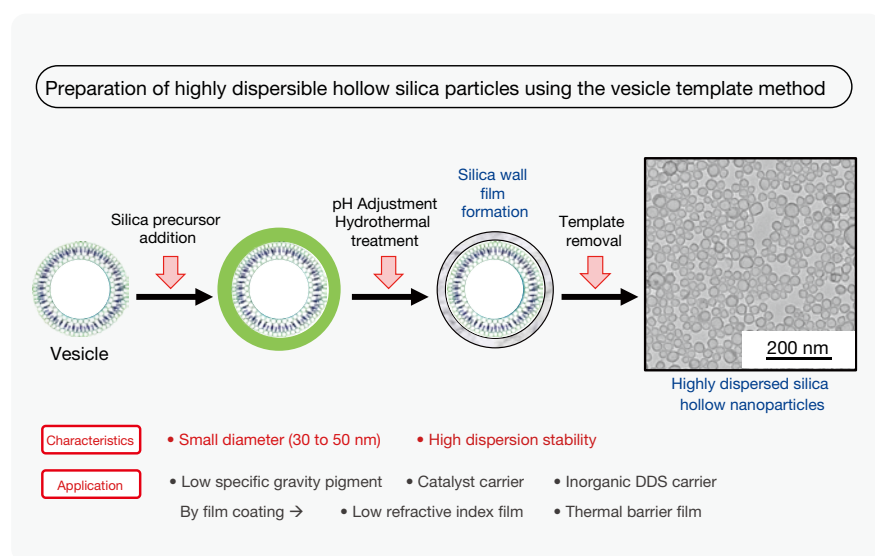 Preparation of highly dispersible hollow silica particles using the vesicle template method
Silica precursor
addition
pH Adjustment
Hydrothermal
treatment
Silica wall
film
formation
Template
removal
Vesicle
200 nm
Highly dispersed silica
hollow nanoparticles
Characteristics • Small diameter (30 to 50 nm) • High dispersion stability
Application • Low specific gravity pigment • Catalyst carrier • Inorganic DDS carrier
By film coating → • Low refractive index film • Thermal barrier film